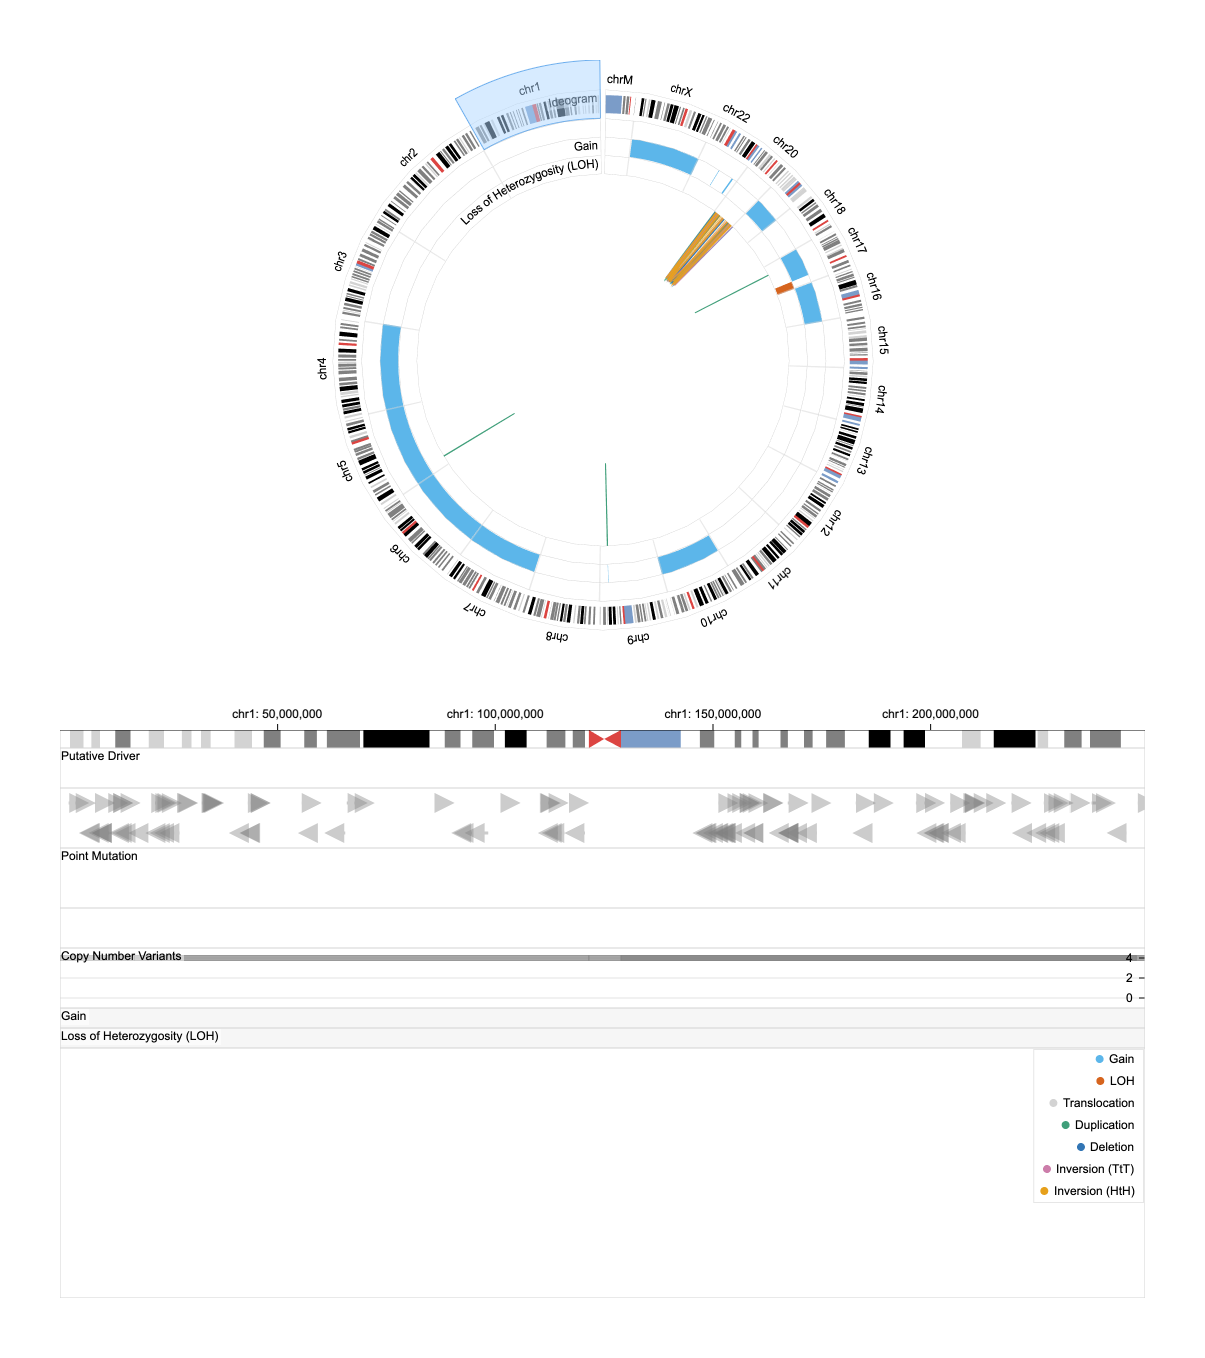 chrM
chrX
chr22
chr20
chr18
chr17
chr16
chr15
chr14
chr13
chr12
chr11
chr10
chr9
chr8
chr7
chr6
chr5
chr4
chr3
chr2
chr1
Ideogram
Gain
Loss of Heterozygosity (LOH)
chr1: 50,000,000 chr1: 100,000,000 chr1: 150,000,000 chr1: 200,000,000
Putative Driver
Point Mutation
Copy Number Variants
4
2
0
Gain
Loss of Heterozygosity (LOH)
Gain
LOH
Translocation
Duplication
Deletion
Inversion (TtT)
Inversion (HtH)